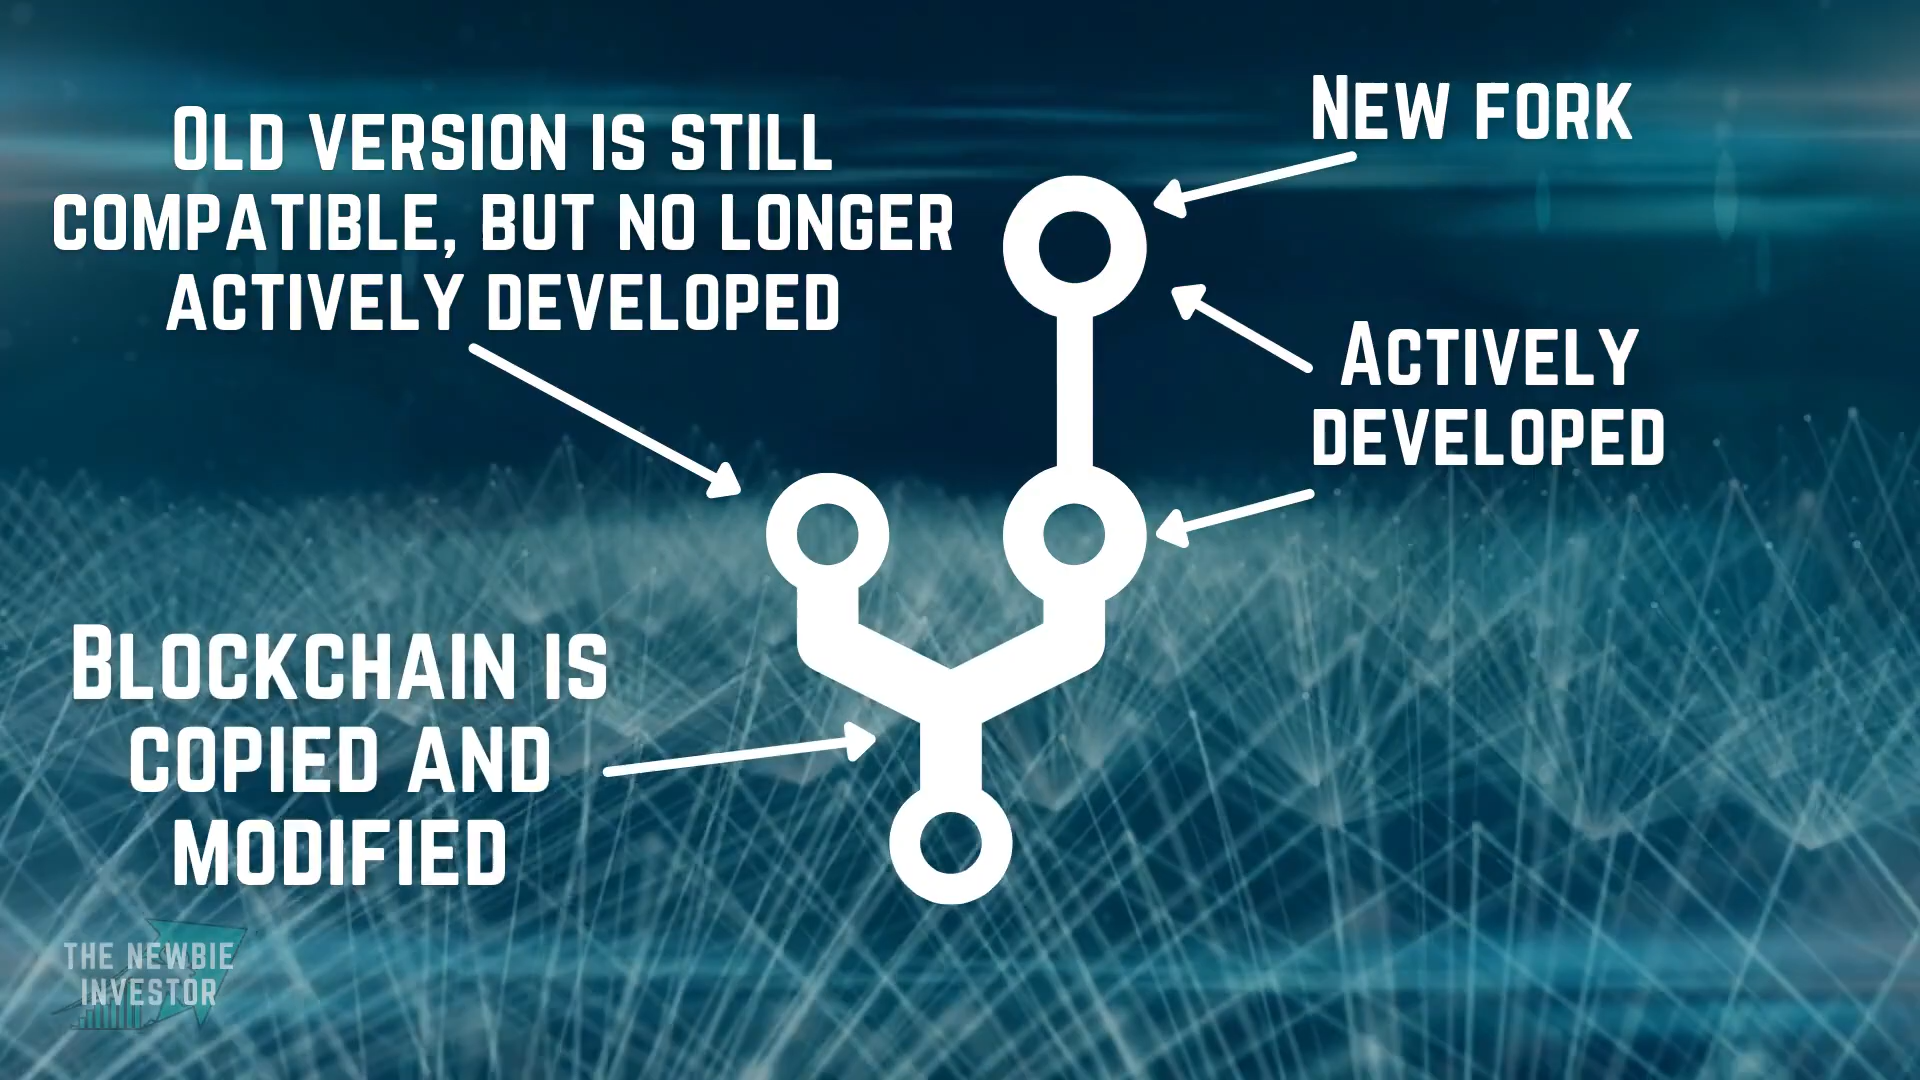 Old version is still
compatible, but no longer
actively developed
New fork
Actively
developed
Blockchain is
copied and
modified
THE NEWBIE
INVESTOR